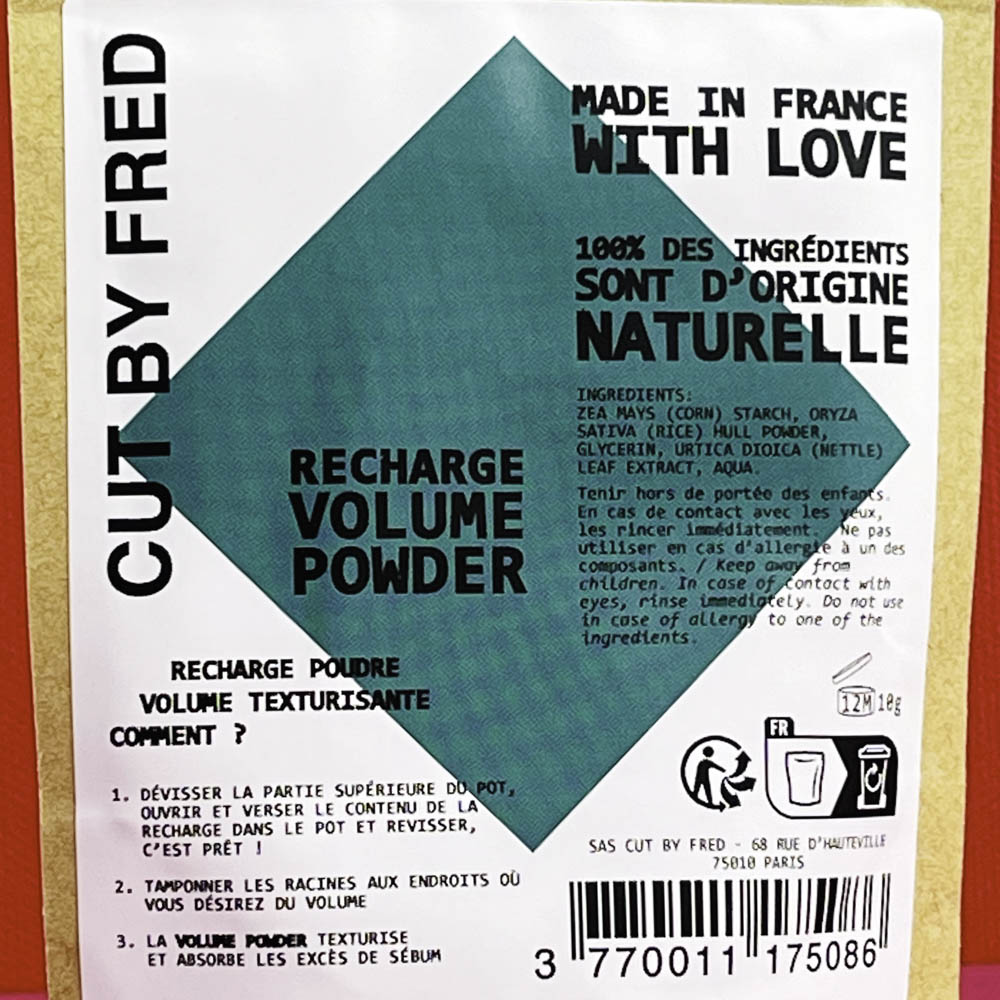 CUT BY FRED
MADE IN FRANCE
WITH LOVE
100% DES INGRÉDIENTS
SONT D'ORIGINE
NATURELLE
INGREDIENTS:
ZEA MAYS (CORN) STARCH, ORYZA
SATIVA (RICE) HULL POWDER,
GLYCERIN, URTICA DIOICA (NETTLE)
LEAF EXTRACT, AQUA.
Tenir hors de portée des enfants.
En cas de contact avec les yeux,
les rincer immédiatement. Ne pas
utiliser en cas d'allergie à un des
composants. / Keep away from
children. In case of contact with
eyes, rinse immediately. Do not use
in case of allergy to one of the
ingredients.
RECHARGE
VOLUME
POWDER
RECHARGE POUDRE
VOLUME TEXTURISANTE
COMMENT ?
1. DÉVISSER LA PARTIE SUPÉRIEURE DU POT,
OUVRIR ET VERSER LE CONTENU DE LA
RECHARGE DANS LE POT ET REVISSER,
C'EST PRÊT !
2. TAMPONNER LES RACINES AUX ENDROITS OÙ
VOUS DÉSIREZ DU VOLUME
3. LA VOLUME POWDER TEXTURISE
ET ABSORBE LES EXCÈS DE SÉBUM
12M 10g
FR
SAS CUT BY FRED - 68 RUE D'HAUTEVILLE
75010 PARIS
3 770011 175086